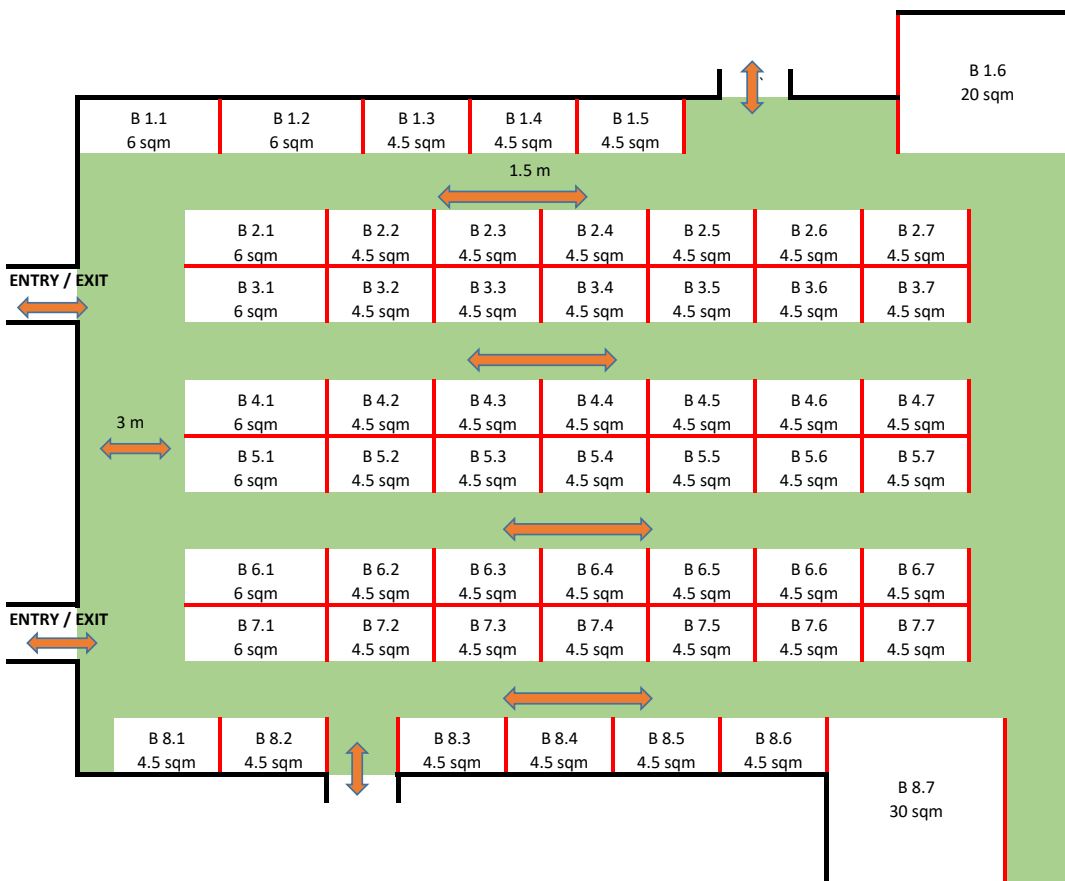 B 1.6
20 sqm
`
B 1.1 B 1.2 B 1.3 B 1.4 B 1.5
6 sqm 6 sqm 4.5 sqm 4.5 sqm 4.5 sqm
1.5 m
B 2.1 B 2.2 B 2.3 B 2.4 B 2.5 B 2.6 B 2.7
6 sqm 4.5 sqm 4.5 sqm 4.5 sqm 4.5 sqm 4.5 sqm 4.5 sqm
ENTRY / EXIT
B 3.1 B 3.2 B 3.3 B 3.4 B 3.5 B 3.6 B 3.7
6 sqm 4.5 sqm 4.5 sqm 4.5 sqm 4.5 sqm 4.5 sqm 4.5 sqm
B 4.1 B 4.2 B 4.3 B 4.4 B 4.5 B 4.6 B 4.7
6 sqm 4.5 sqm 4.5 sqm 4.5 sqm 4.5 sqm 4.5 sqm 4.5 sqm
3 m
B 5.1 B 5.2 B 5.3 B 5.4 B 5.5 B 5.6 B 5.7
6 sqm 4.5 sqm 4.5 sqm 4.5 sqm 4.5 sqm 4.5 sqm 4.5 sqm
B 6.1 B 6.2 B 6.3 B 6.4 B 6.5 B 6.6 B 6.7
6 sqm 4.5 sqm 4.5 sqm 4.5 sqm 4.5 sqm 4.5 sqm 4.5 sqm
ENTRY / EXIT
B 7.1 B 7.2 B 7.3 B 7.4 B 7.5 B 7.6 B 7.7
6 sqm 4.5 sqm 4.5 sqm 4.5 sqm 4.5 sqm 4.5 sqm 4.5 sqm
B 8.1 B 8.2 B 8.3 B 8.4 B 8.5 B 8.6
4.5 sqm 4.5 sqm 4.5 sqm 4.5 sqm 4.5 sqm 4.5 sqm
B 8.7
30 sqm